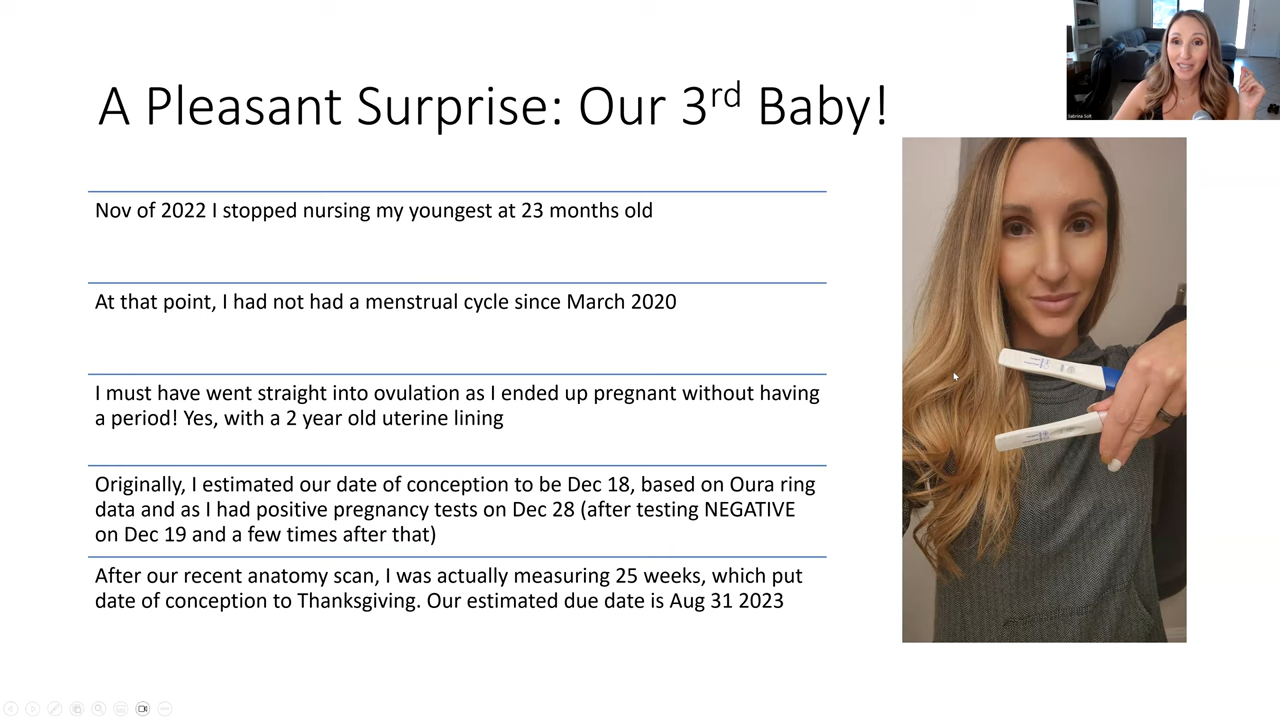 A Pleasant Surprise: Our 3rd Baby!
Sabrina Solt
Nov of 2022 I stopped nursing my youngest at 23 months old
At that point, I had not had a menstrual cycle since March 2020
I must have went straight into ovulation as I ended up pregnant without having
a period! Yes, with a 2 year old uterine lining
Originally, I estimated our date of conception to be Dec 18, based on Oura ring
data and as I had positive pregnancy tests on Dec 28 (after testing NEGATIVE
on Dec 19 and a few times after that)
After our recent anatomy scan, I was actually measuring 25 weeks, which put
date of conception to Thanksgiving. Our estimated due date is Aug 31 2023